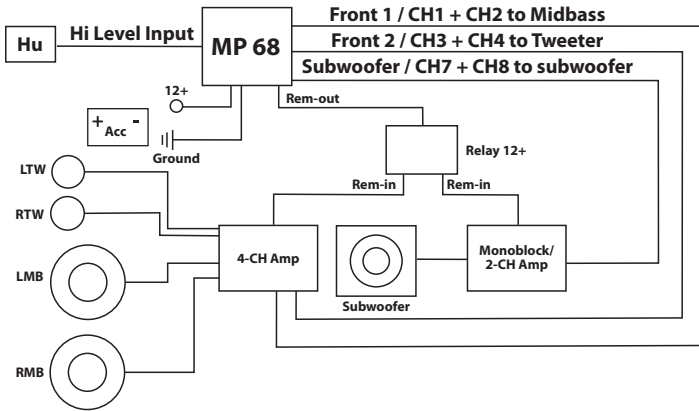 Front 1 / CH1 + CH2 to Midbass
Hu
Hi Level Input
MP 68
Front 2 / CH3 + CH4 to Tweeter
Subwoofer / CH7 + CH8 to subwoofer
12+
Rem-out
+ -
Acc
Ground
Relay 12+
LTW
Rem-in
Rem-in
RTW
4-CH Amp
Monoblock/
2-CH Amp
LMB
Subwoofer
RMB